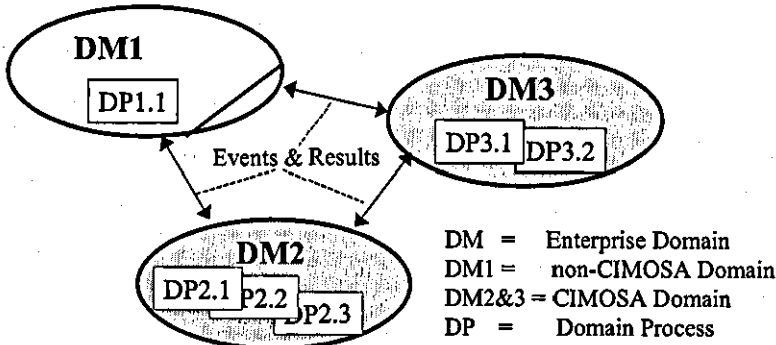 DM1
DP1.1
DM3
DP3.1
DP3.2
Events & Results
DM2
DP2.1
DP2.2
DP2.3
DM = Enterprise Domain
DM1 = non-CIMOSA Domain
DM2&3 = CIMOSA Domain
DP = Domain Process